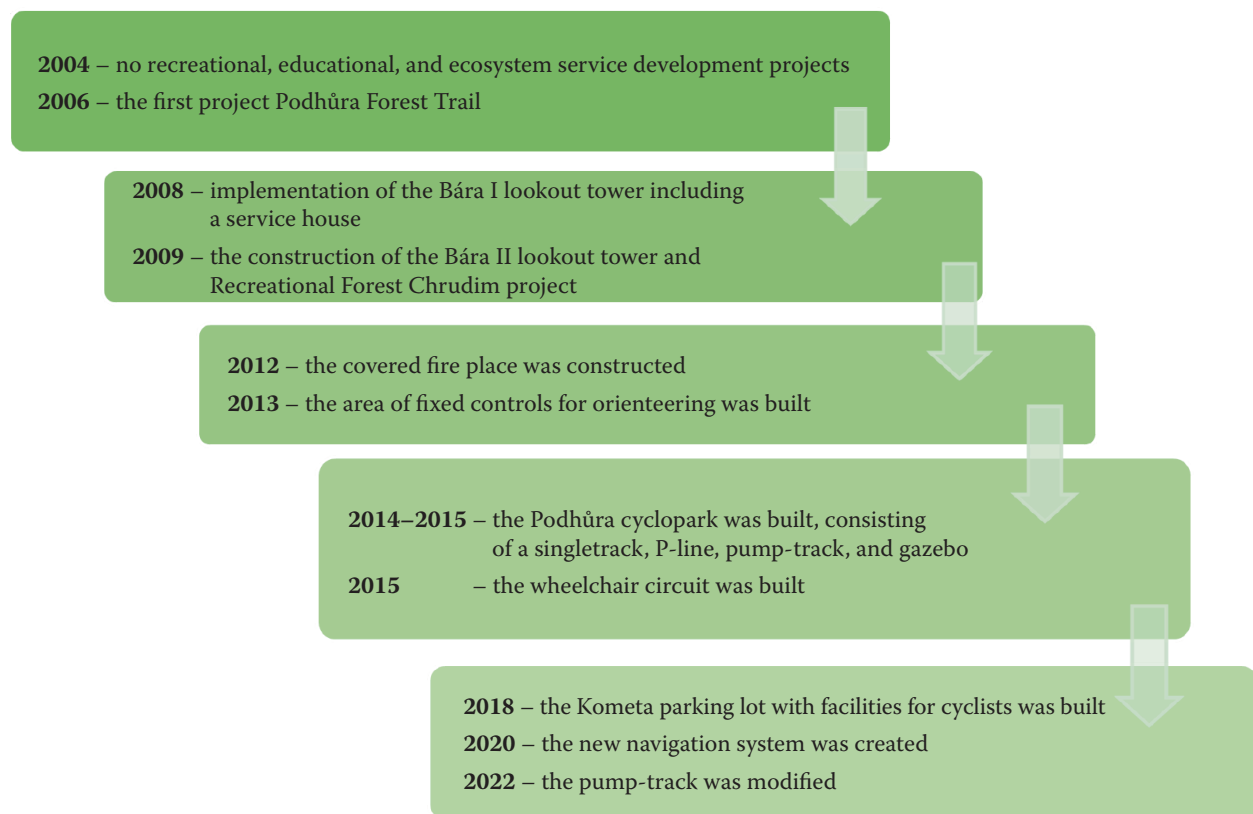 2004 – no recreational, educational, and ecosystem service development projects
2006 – the first project Podhůra Forest Trail
2008 – implementation of the Bára I lookout tower including
a service house
2009 – the construction of the Bára II lookout tower and
Recreational Forest Chrudim project
2012 – the covered fire place was constructed
2013 – the area of fixed controls for orienteering was built
2014–2015 – the Podhůra cyclopark was built, consisting
of a singletrack, P-line, pump-track, and gazebo
2015 – the wheelchair circuit was built
2018 – the Kometa parking lot with facilities for cyclists was built
2020 – the new navigation system was created
2022 – the pump-track was modified